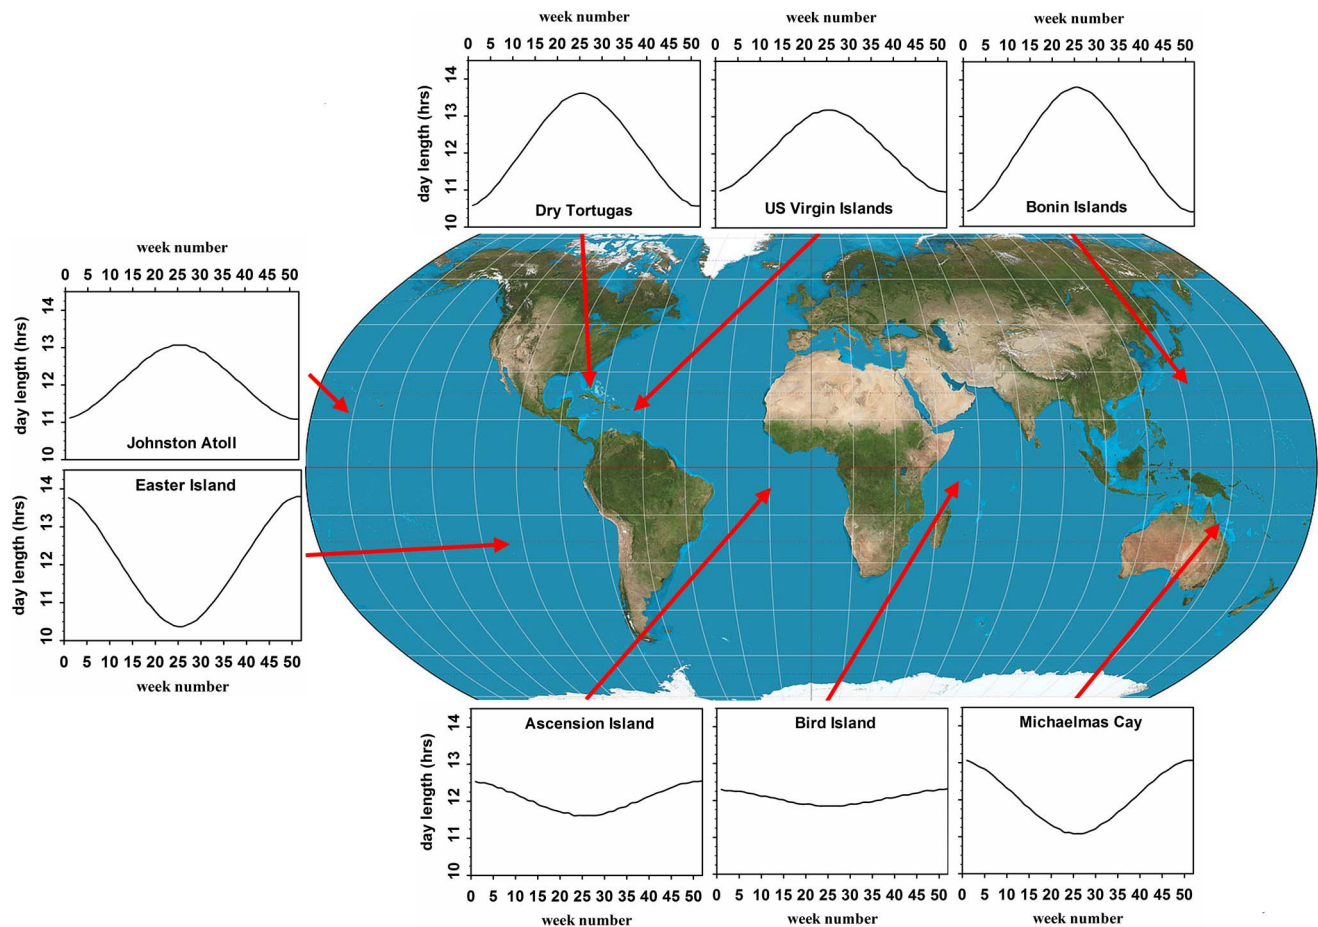 week number
0 5 10 15 20 25 30 35 40 45 50
day length (hrs)
14
13
12
11
10
Dry Tortugas
week number
0 5 10 15 20 25 30 35 40 45 50
US Virgin Islands
week number
0 5 10 15 20 25 30 35 40 45 50
Bonin Islands
week number
0 5 10 15 20 25 30 35 40 45 50
day length (hrs)
14
13
12
11
10
Johnston Atoll
Easter Island
day length (hrs)
14
13
12
11
10
0 5 10 15 20 25 30 35 40 45 50
week number
Ascension Island
day length (hrs)
14
13
12
11
10
0 5 10 15 20 25 30 35 40 45 50
week number
Bird Island
0 5 10 15 20 25 30 35 40 45 50
week number
Michaelmas Cay
0 5 10 15 20 25 30 35 40 45 50
week number